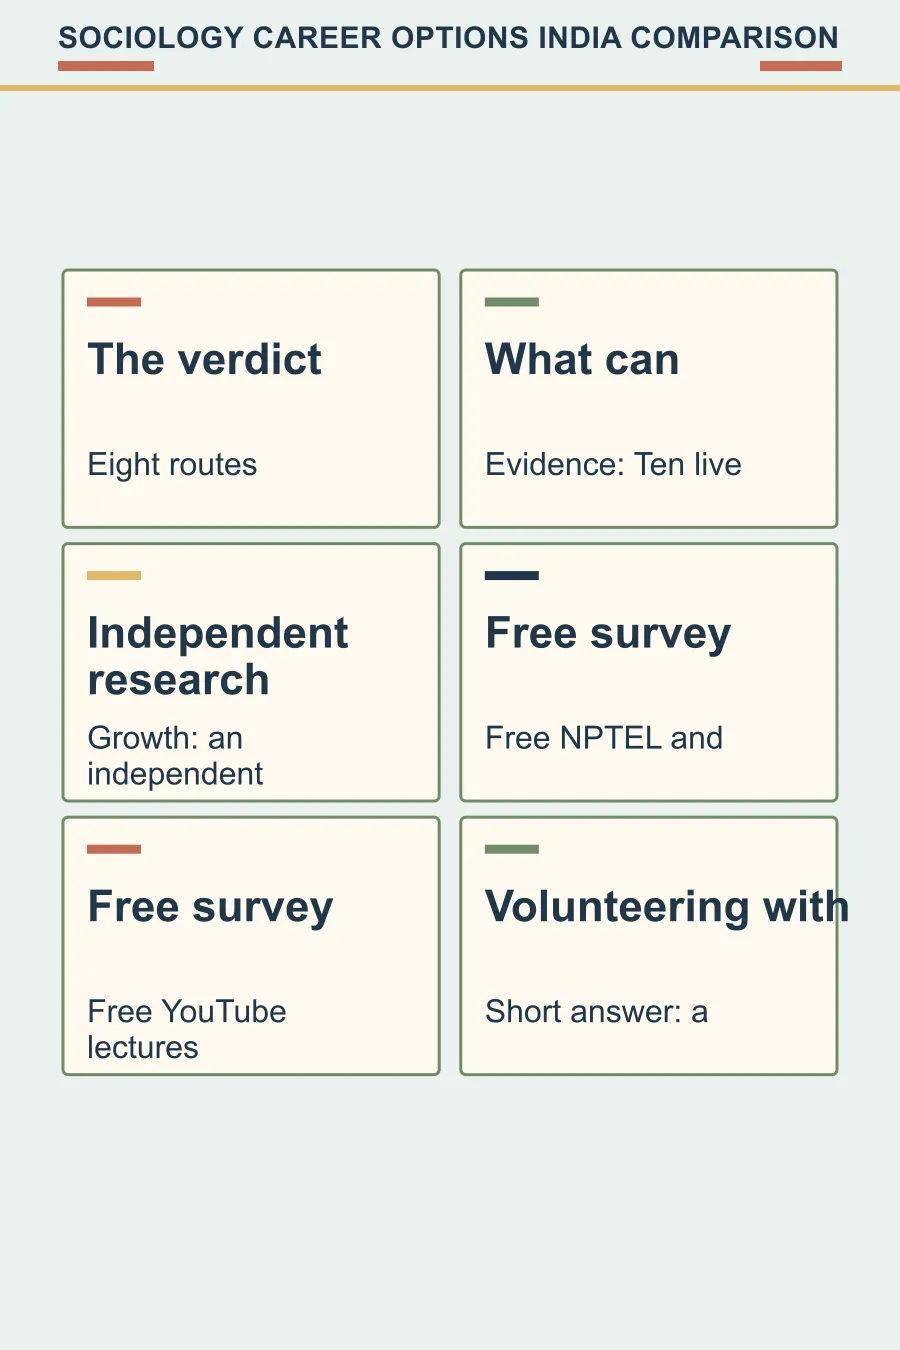 SOCIOLOGY CAREER OPTIONS INDIA COMPARISON
The verdict
Eight routes
What can
Evidence: Ten live
Independent
research
Growth: an
independent
Free survey
Free NPTEL and
Free survey
Free YouTube
lectures
Volunteering with
Short answer: a